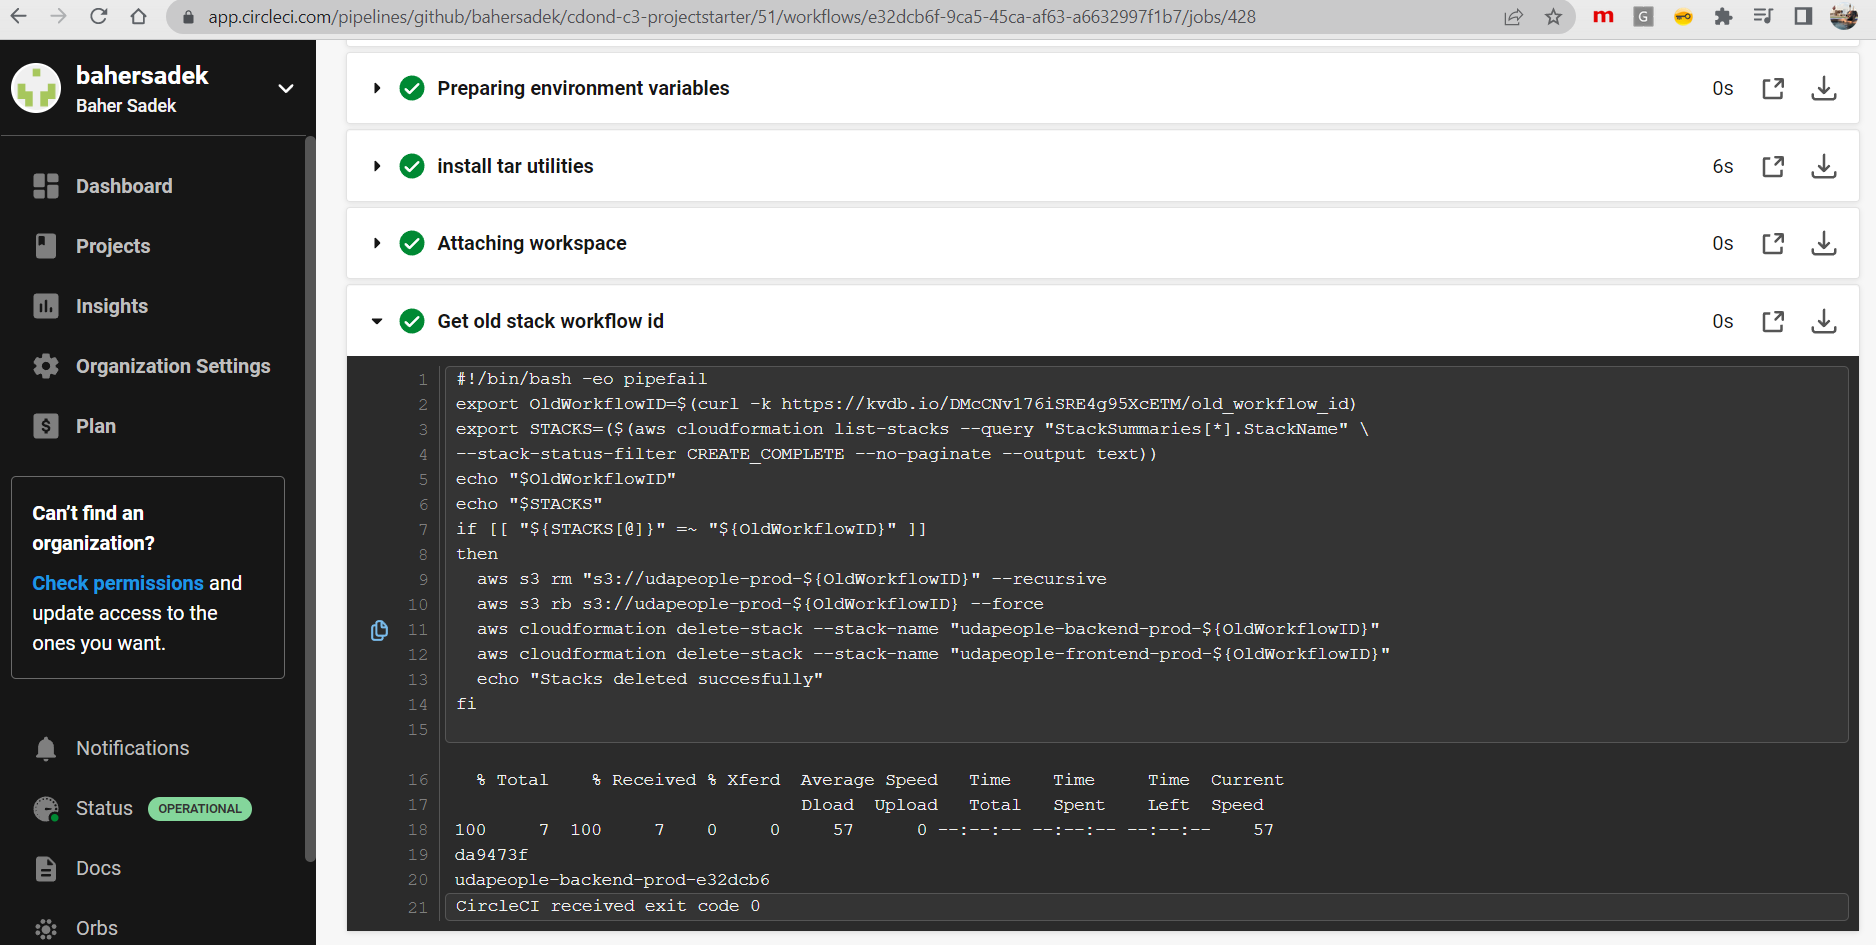 app.circleci.com/pipelines/github/bahersadek/cdond-c3-projectstarter/51/workflows/e32dcb6f-9ca5-45ca-af63-a6632997f1b7/jobs/428
m
G
bahersadek
Baher Sadek
Dashboard
Projects
Insights
Organization Settings
$ Plan
Can't find an
organization?
Check permissions and
update access to the
ones you want.
Notifications
Status OPERATIONAL
Docs
Orbs
Preparing environment variables 0s
install tar utilities 6s
Attaching workspace 0s
Get old stack workflow id 0s
1 #!/bin/bash -eo pipefail
2 export OldWorkflowID=$(curl -k https://kvdb.io/DMcCNv176iSRE4g95XcETM/old_workflow_id)
3 export STACKS=($(aws cloudformation list-stacks --query "StackSummaries[*].StackName" \
4 --stack-status-filter CREATE_COMPLETE --no-paginate --output text))
5 echo "$OldWorkflowID"
6 echo "$STACKS"
7 if [[ "${STACKS[@]}" =~ "${OldWorkflowID}" ]]
8 then
9   aws s3 rm "s3://udapeople-prod-${OldWorkflowID}" --recursive
10   aws s3 rb s3://udapeople-prod-${OldWorkflowID} --force
11   aws cloudformation delete-stack --stack-name "udapeople-backend-prod-${OldWorkflowID}"
12   aws cloudformation delete-stack --stack-name "udapeople-frontend-prod-${OldWorkflowID}"
13   echo "Stacks deleted succesfully"
14 fi
15
16   % Total    % Received % Xferd  Average Speed   Time    Time     Time  Current
17                                  Dload  Upload   Total   Spent    Left  Speed
18 100     7  100     7    0     0     57      0 --:--:-- --:--:-- --:--:--    57
19 da9473f
20 udapeople-backend-prod-e32dcb6
21 CircleCI received exit code 0